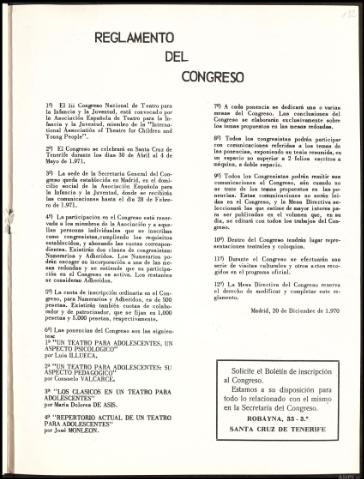 REGLAMENTO
DEL
CONGRESO
1º) El III Congreso Nacional de Teatro para
la Infancia y la Juventud, está convocado por
la Asociación Española de Teatro para la In-
fancia y la Juventud, miembro de la "Interna-
tional Association of Theatre for Children and
Young People".
2º) El Congreso se celebrará en Santa Cruz de
Tenerife durante los días 30 de Abril al 4 de
Mayo de 1.971.
3º) La sede de la Secretaría General del Con-
greso queda establecida en Madrid, en el domi-
cilio social de la Asociación Española para
la Infancia y la Juventud, donde se recibirán
las comunicaciones hasta el día 28 de Febre-
ro de 1.971.
4º) La participación en el Congreso está reser-
vada a los miembros de la Asociación y a aque-
llas personas individuales que se inscriban
como congresistas, cumpliendo los requisitos
establecidos, y abonando las cuotas correspon-
dientes. Existirán dos clases de congresistas:
Numerarios y Adheridos. Los Numerarios po-
drán escoger su incorporación a una de las me-
sas redondas y se estimula que su participa-
ción en el Congreso es activa. Los restantes
se consideran Adheridos.
5º) La cuota de inscripción ordinaria en el Congre-
so, para Numerarios y Adheridos, es de 500
pesetas. Existirán también cuotas de colabo-
rador y de patrocinador, que se fijan en 1,000
pesetas y 5.000 pesetas, respectivamente.
6º) Las ponencias del Congreso son las siguien-
tes:
1ª "UN TEATRO PARA ADOLESCENTES, UN
ASPECTO PSICOLOGICO"
por Luis ILLUECA.
2ª "UN TEATRO PARA ADOLESCENTES: SU
ASPECTO PEDAGOGICO"
por Consuelo VALCARCE.
3ª "LOS CLASICOS EN UN TEATRO PARA
ADOLESCENTES"
por María Dolores DE ASIS.
4ª "REPERTORIO ACTUAL DE UN TEATRO
PARA ADOLESCENTES"
por José MONLEON.
7º) A cada ponencia se dedicará una o varias
mesas del Congreso. Las conclusiones del
Congreso se elaborarán exclusivamente sobre
los temas propuestos en las mesas redondas.
8º) Todos los congresistas podrán participar
con comunicaciones referidas a los temas de
las ponencias, exponiendo su tesis resumida, en
un espacio no superior a 2 folios escritos a
máquina, a doble espacio.
9º) Todos los Congresistas podrán remitir sus
comunicaciones al Congreso, aún cuando no
se trate de los temas propuestos en las po-
nencias. Estas comunicaciones no serán leí-
das en el Congreso, y la Mesa Directiva se-
leccionará las que estime de mayor interés pa-
ra ser publicadas en el volumen que, en su
día, se editará con todos los trabajos del Con-
greso.
10º) Dentro del Congreso tendrán lugar repre-
sentaciones teatrales y coloquios.
11º) Durante el Congreso se efectuarán una
serie de visitas culturales y otros actos reco-
gidos en el programa oficial.
12º) La Mesa Directiva del Congreso reserva
el derecho de modificar y completar este re-
glamento.
Madrid, 20 de Diciembre de 1.970
Solicite el Boletín de inscripción
al Congreso.
Estamos a su disposición para
todo lo relacionado con el mismo
en la Secretaría del Congreso.
ROBAYNA, 33 - 3.º
SANTA CRUZ DE TENERIFE